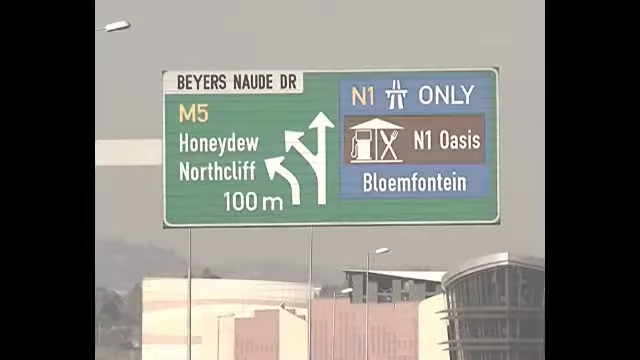 BEYERS NAUDE DR
M5
Honeydew
Northcliff
100 m
N1 ONLY
N1 Oasis
Bloemfontein